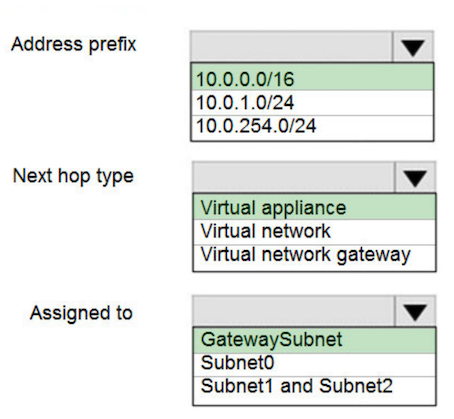 Address prefix
10.0.0.0/16
10.0.1.0/24
10.0.254.0/24
Next hop type
Virtual appliance
Virtual network
Virtual network gateway
Assigned to
GatewaySubnet
Subnet0
Subnet1 and Subnet2